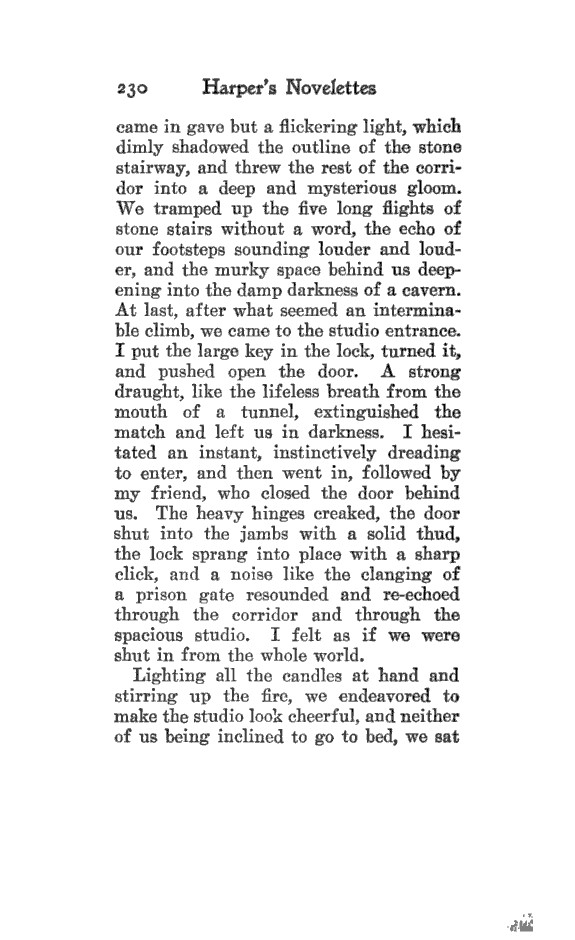 230 Harper's Novelettes
came in gave but a flickering light, which
dimly shadowed the outline of the stone
stairway, and threw the rest of the corri-
dor into a deep and mysterious gloom.
We tramped up the five long flights of
stone stairs without a word, the echo of
our footsteps sounding louder and loud-
er, and the murky space behind us deep-
ening into the damp darkness of a cavern.
At last, after what seemed an intermina-
ble climb, we came to the studio entrance.
I put the large key in the lock, turned it,
and pushed open the door. A strong
draught, like the lifeless breath from the
mouth of a tunnel, extinguished the
match and left us in darkness. I hesi-
tated an instant, instinctively dreading
to enter, and then went in, followed by
my friend, who closed the door behind
us. The heavy hinges creaked, the door
shut into the jambs with a solid thud,
the lock sprang into place with a sharp
click, and a noise like the clanging of
a prison gate resounded and re-echoed
through the corridor and through the
spacious studio. I felt as if we were
shut in from the whole world.
Lighting all the candles at hand and
stirring up the fire, we endeavored to
make the studio look cheerful, and neither
of us being inclined to go to bed, we sat